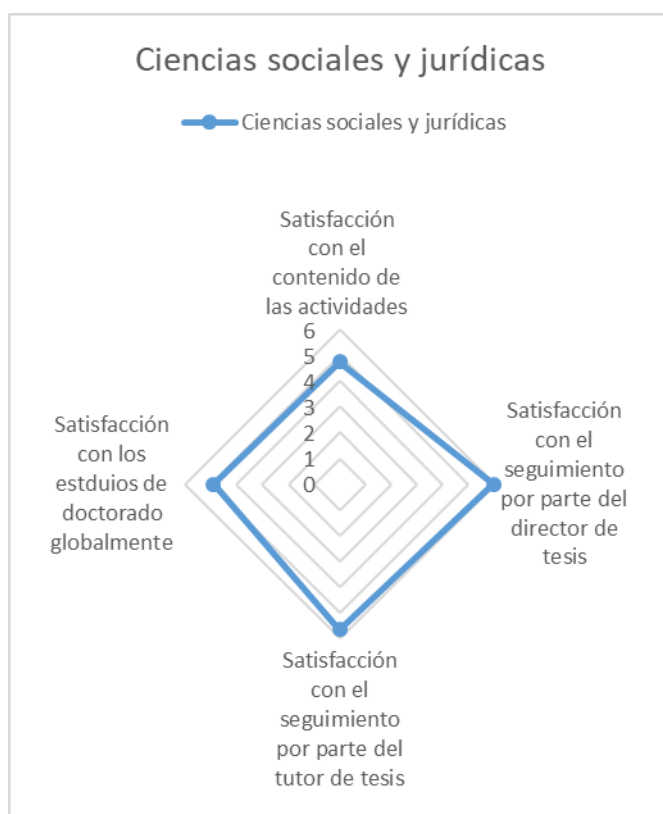 Ciencias sociales y jurídicas
Ciencias sociales y jurídicas
Satisfacción
con el
contenido de
las actividades
6
5
4
3
2
1
0
Satisfacción
con los
estduios de
doctorado
globalmente
Satisfacción
con el
seguimiento
por parte del
director de
tesis
Satisfacción
con el
seguimiento
por parte del
tutor de tesis